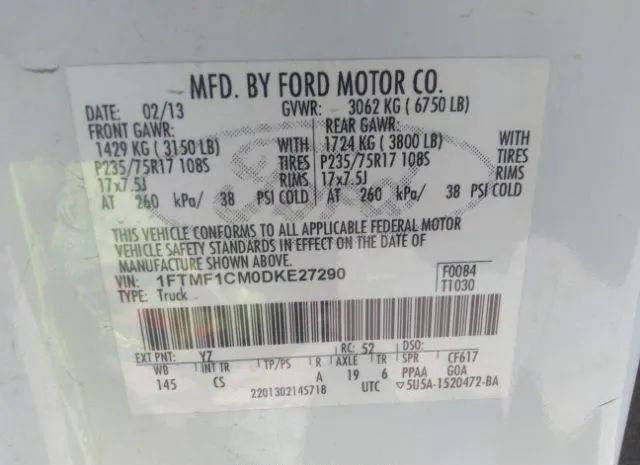 MFD. BY FORD MOTOR CO.
DATE: 02/13 GVWR: 3062 KG ( 6750 LB)
FRONT GAWR: REAR GAWR:
1429 KG ( 3150 LB) WITH 1724 KG ( 3800 LB) WITH
P235/75R17 108S TIRES P235/75R17 108S TIRES
17x7.5J RIMS 17x7.5J RIMS
AT 260 kPa/ 38 PSI COLD AT 260 kPa/ 38 PSI COLD
THIS VEHICLE CONFORMS TO ALL APPLICABLE FEDERAL MOTOR
VEHICLE SAFETY STANDARDS IN EFFECT ON THE DATE OF
MANUFACTURE SHOWN ABOVE.
VIN: 1FTMF1CM0DKE27290 F0084
TYPE: Truck T1030
EXT PNT: YZ RC: 52 DSO:
WB INT TR TP/PS R AXLE TR SPR CF617
145 CS A 19 6 PPAA GOA
2201302145718 UTC ▽5U5A-1520472-BA